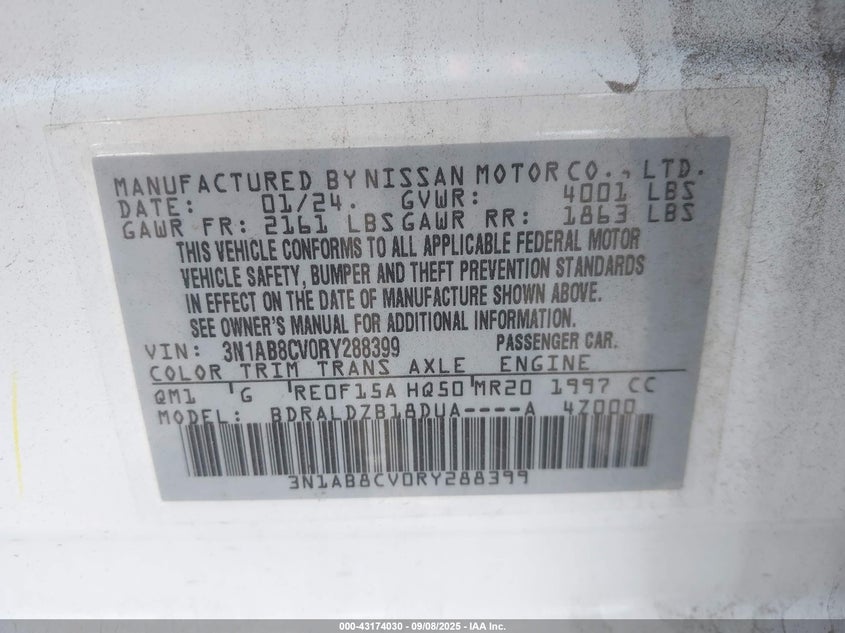 MANUFACTURED BY NISSAN MOTOR CO., LTD.
DATE: 01/24. GVWR: 4001 LBS
GAWR FR: 2161 LBS GAWR RR: 1863 LBS
THIS VEHICLE CONFORMS TO ALL APPLICABLE FEDERAL MOTOR
VEHICLE SAFETY, BUMPER AND THEFT PREVENTION STANDARDS
IN EFFECT ON THE DATE OF MANUFACTURE SHOWN ABOVE.
SEE OWNER'S MANUAL FOR ADDITIONAL INFORMATION.
VIN: 3N1AB8CV0RY288399 PASSENGER CAR.
COLOR TRIM TRANS AXLE ENGINE
QM1 G RE0F15A HQ50 MR20 1997 CC
MODEL: BDRALDZB18DUA----A 4Z000
3N1AB8CV0RY288399
000-43174030 - 09/08/2025 - IAA Inc.